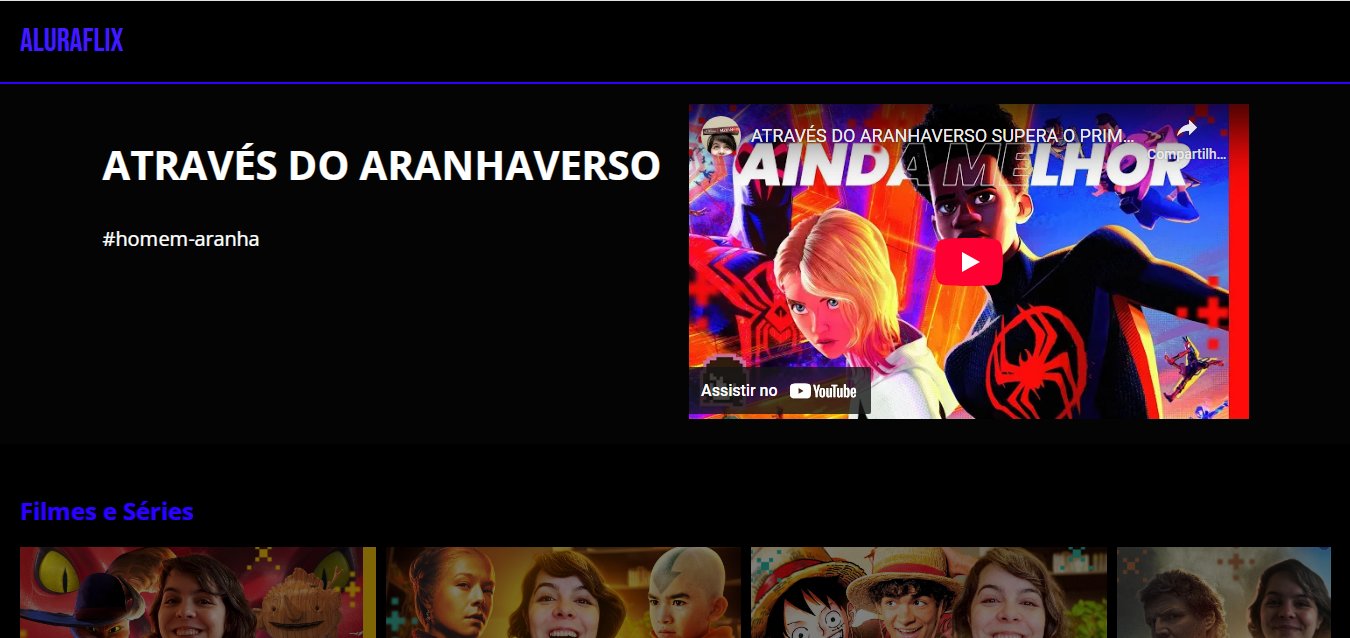 ALURAFLIX
ATRAVÉS DO ARANHAVERSO
#homem-aranha
ATRAVÉS DO ARANHAVERSO SUPERA O PRIM...
Compartilh...
AINDA MELHOR
Assistir no YouTube
Filmes e Séries